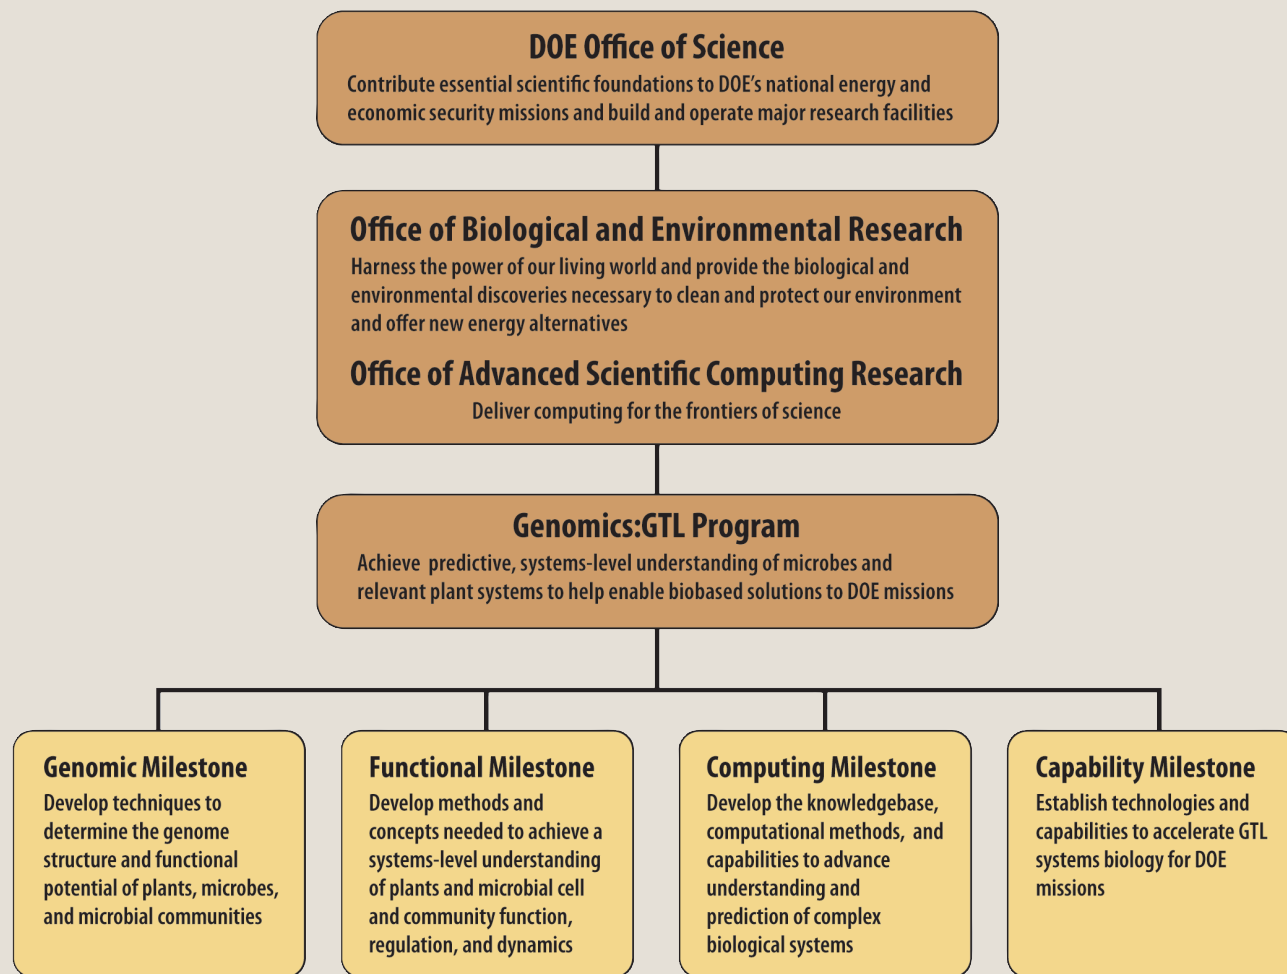 DOE Office of Science
Contribute essential scientific foundations to DOE's national energy and
economic security missions and build and operate major research facilities
Office of Biological and Environmental Research
Harness the power of our living world and provide the biological and
environmental discoveries necessary to clean and protect our environment
and offer new energy alternatives
Office of Advanced Scientific Computing Research
Deliver computing for the frontiers of science
Genomics:GTL Program
Achieve predictive, systems-level understanding of microbes and
relevant plant systems to help enable biobased solutions to DOE missions
Genomic Milestone
Develop techniques to
determine the genome
structure and functional
potential of plants, microbes,
and microbial communities
Functional Milestone
Develop methods and
concepts needed to achieve a
systems-level understanding
of plants and microbial cell
and community function,
regulation, and dynamics
Computing Milestone
Develop the knowledgebase,
computational methods, and
capabilities to advance
understanding and
prediction of complex
biological systems
Capability Milestone
Establish technologies and
capabilities to accelerate GTL
systems biology for DOE
missions